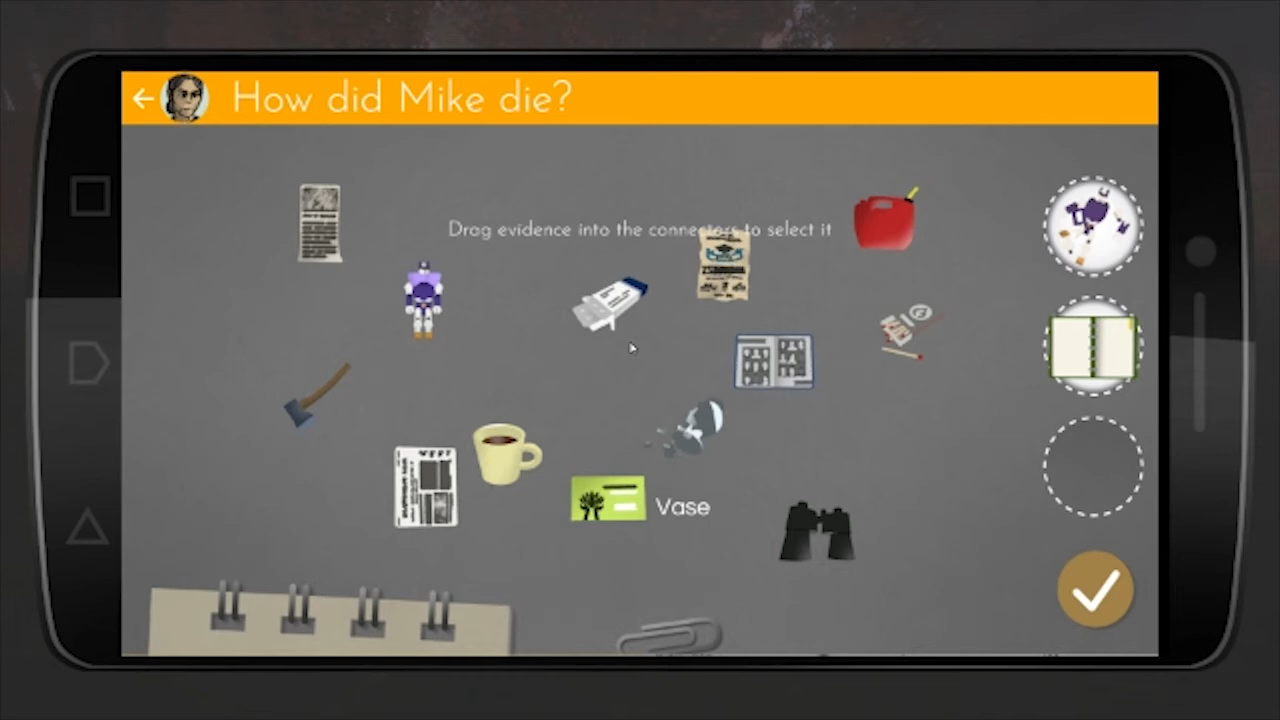 How did Mike die?
Drag evidence into the connectors to select it
Vase